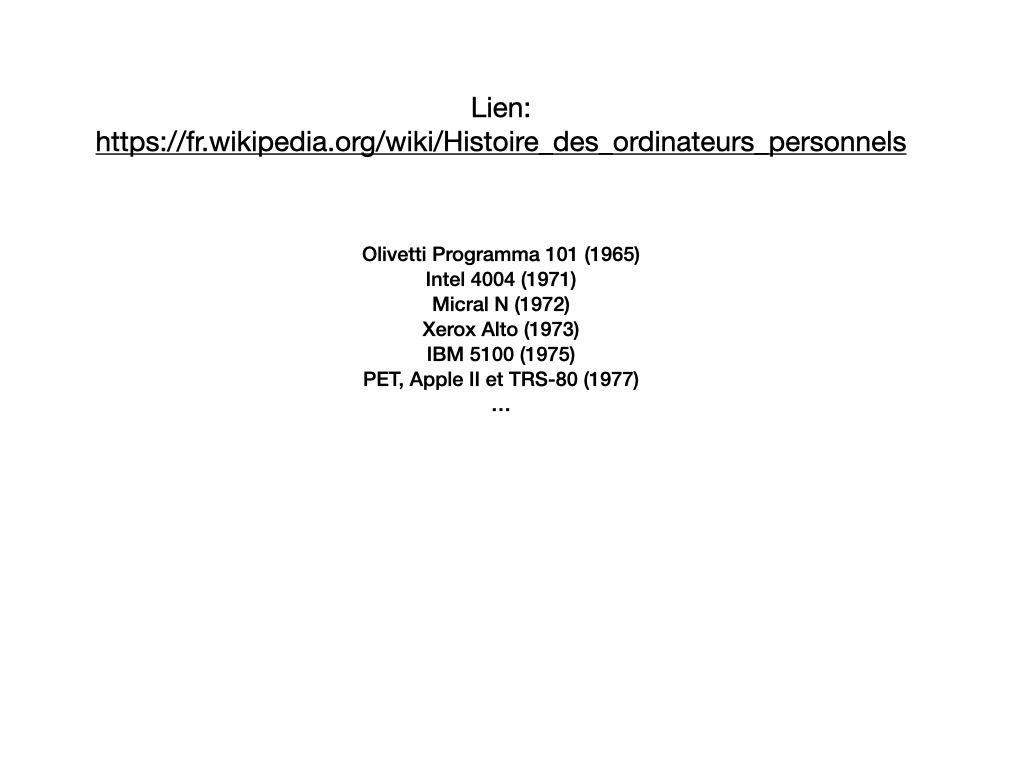 Lien:
https://fr.wikipedia.org/wiki/Histoire_des_ordinateurs_personnels
Olivetti Programma 101 (1965)
Intel 4004 (1971)
Micral N (1972)
Xerox Alto (1973)
IBM 5100 (1975)
PET, Apple II et TRS-80 (1977)
...